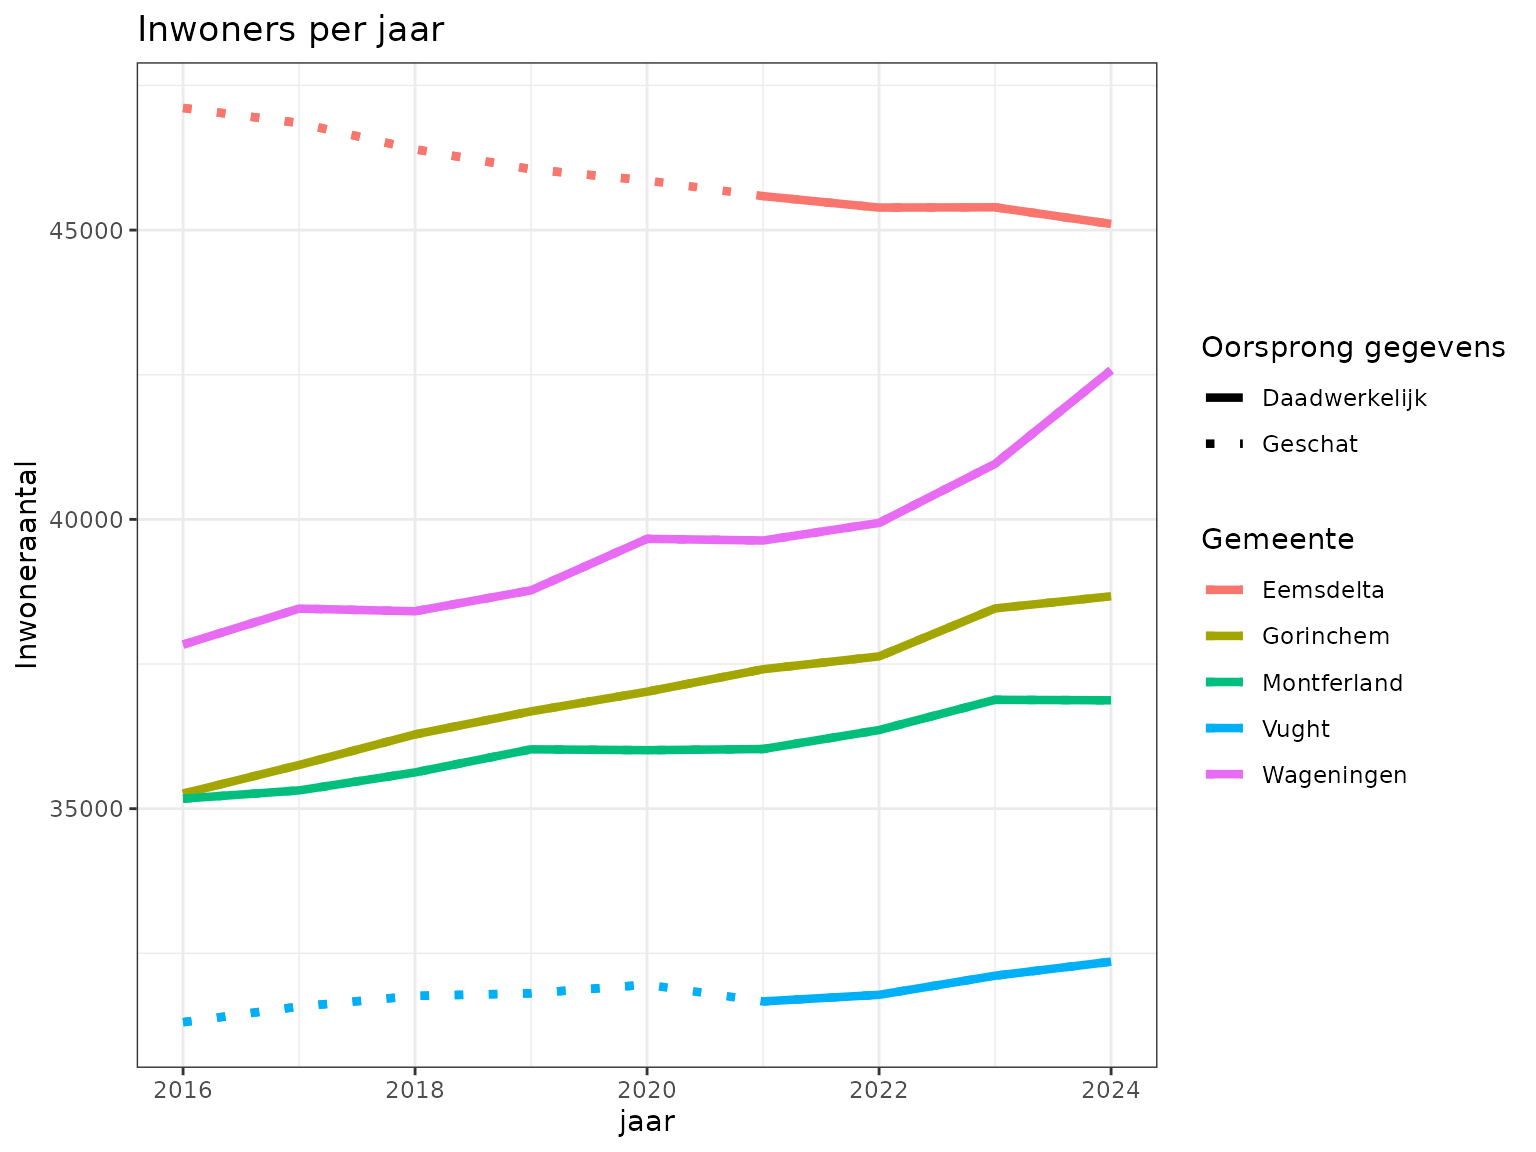 Inwoners per jaar
Inwoneraantal
45000
40000
35000
2016
2018
2020
2022
2024
jaar
Oorsprong gegevens
Daadwerkelijk
Geschat
Gemeente
Eemsdelta
Gorinchem
Montferland
Vught
Wageningen